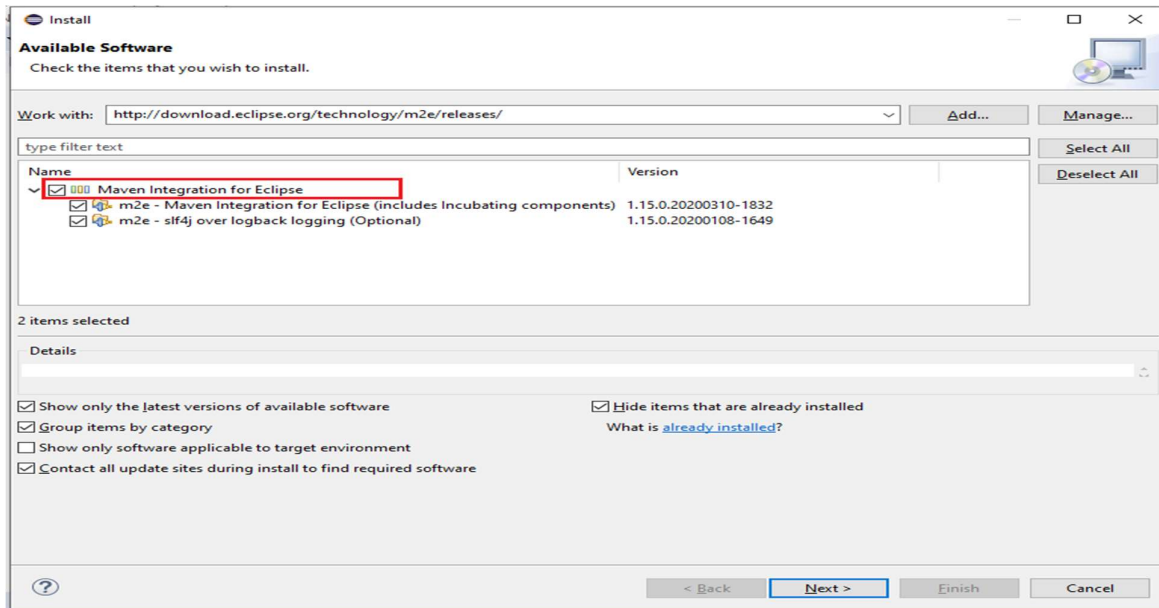 Install
Available Software
Check the items that you wish to install.
Work with: http://download.eclipse.org/technology/m2e/releases/ Add... Manage...
type filter text Select All
Name Version Deselect All
Maven Integration for Eclipse
m2e - Maven Integration for Eclipse (includes Incubating components) 1.15.0.20200310-1832
m2e - slf4j over logback logging (Optional) 1.15.0.20200108-1649
2 items selected
Details
Show only the latest versions of available software Hide items that are already installed
Group items by category What is already installed?
Show only software applicable to target environment
Contact all update sites during install to find required software
? < Back Next > Finish Cancel